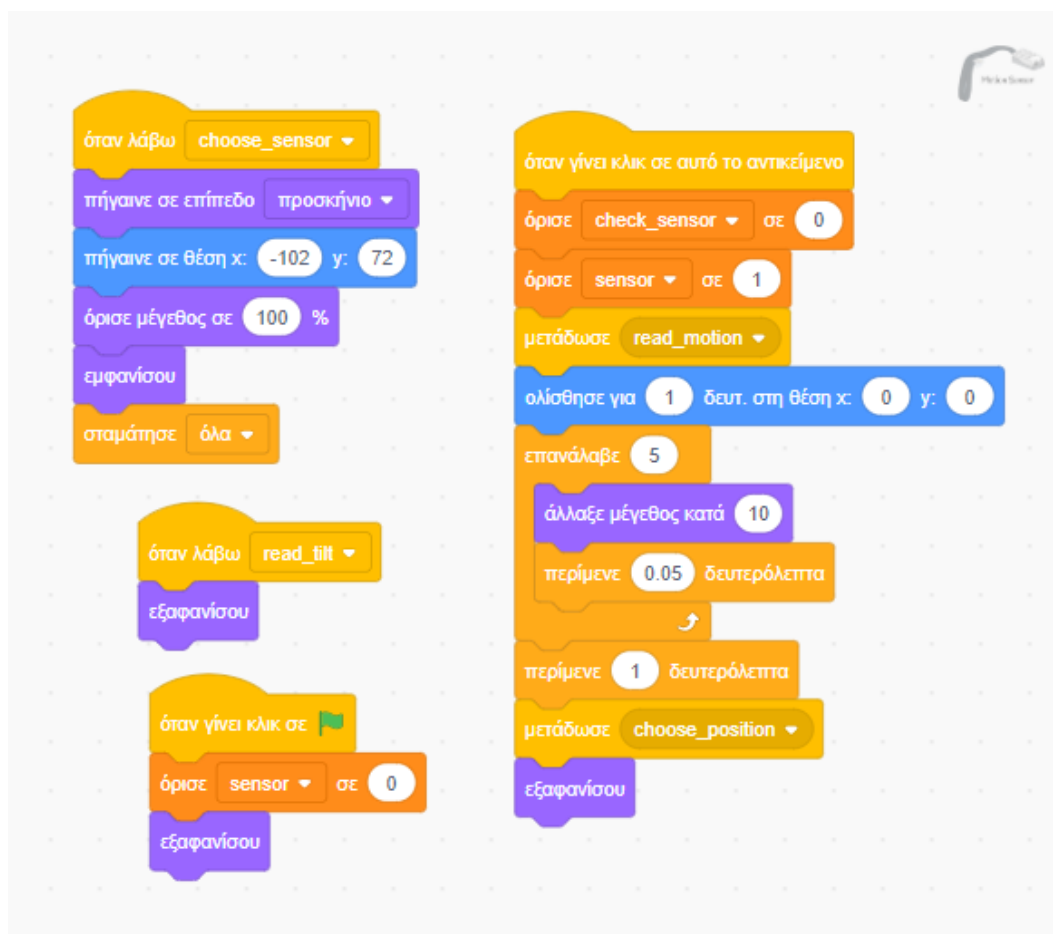 Motion Sensor
όταν λάβω choose_sensor
πήγαινε σε επίπεδο προσκήνιο
πήγαινε σε θέση x: -102 y: 72
όρισε μέγεθος σε 100 %
εμφανίσου
σταμάτησε όλα
όταν λάβω read_tilt
εξαφανίσου
όταν γίνει κλικ σε
όρισε sensor σε 0
εξαφανίσου
όταν γίνει κλικ σε αυτό το αντικείμενο
όρισε check_sensor σε 0
όρισε sensor σε 1
μετάδωσε read_motion
ολίσθησε για 1 δευτ. στη θέση x: 0 y: 0
επανάλαβε 5
άλλαξε μέγεθος κατά 10
περίμενε 0.05 δευτερόλεπτα
περίμενε 1 δευτερόλεπτα
μετάδωσε choose_position
εξαφανίσου